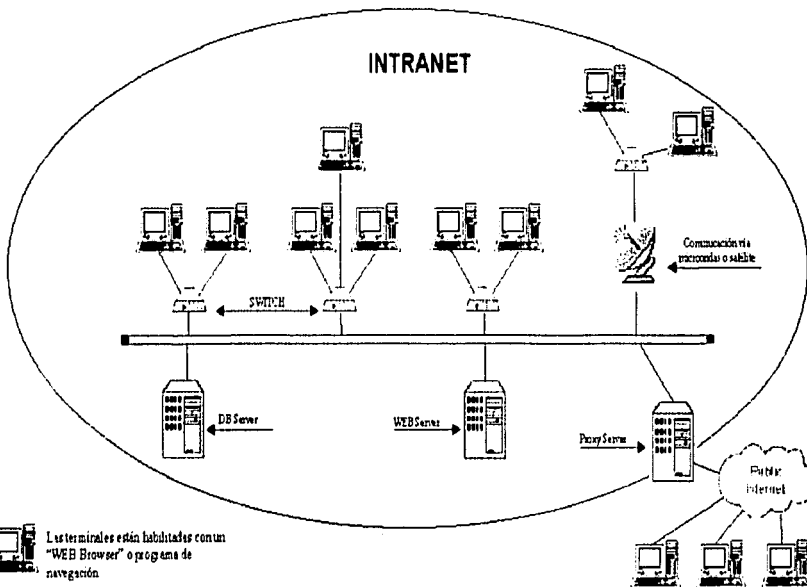 INTRANET
Comunicación vía
microondas o satélite
SWITCH
DB Server
WEB Server
Proxy Server
Public
Internet
Las terminales están habilitadas con un
"WEB Browser" o programa de
navegación